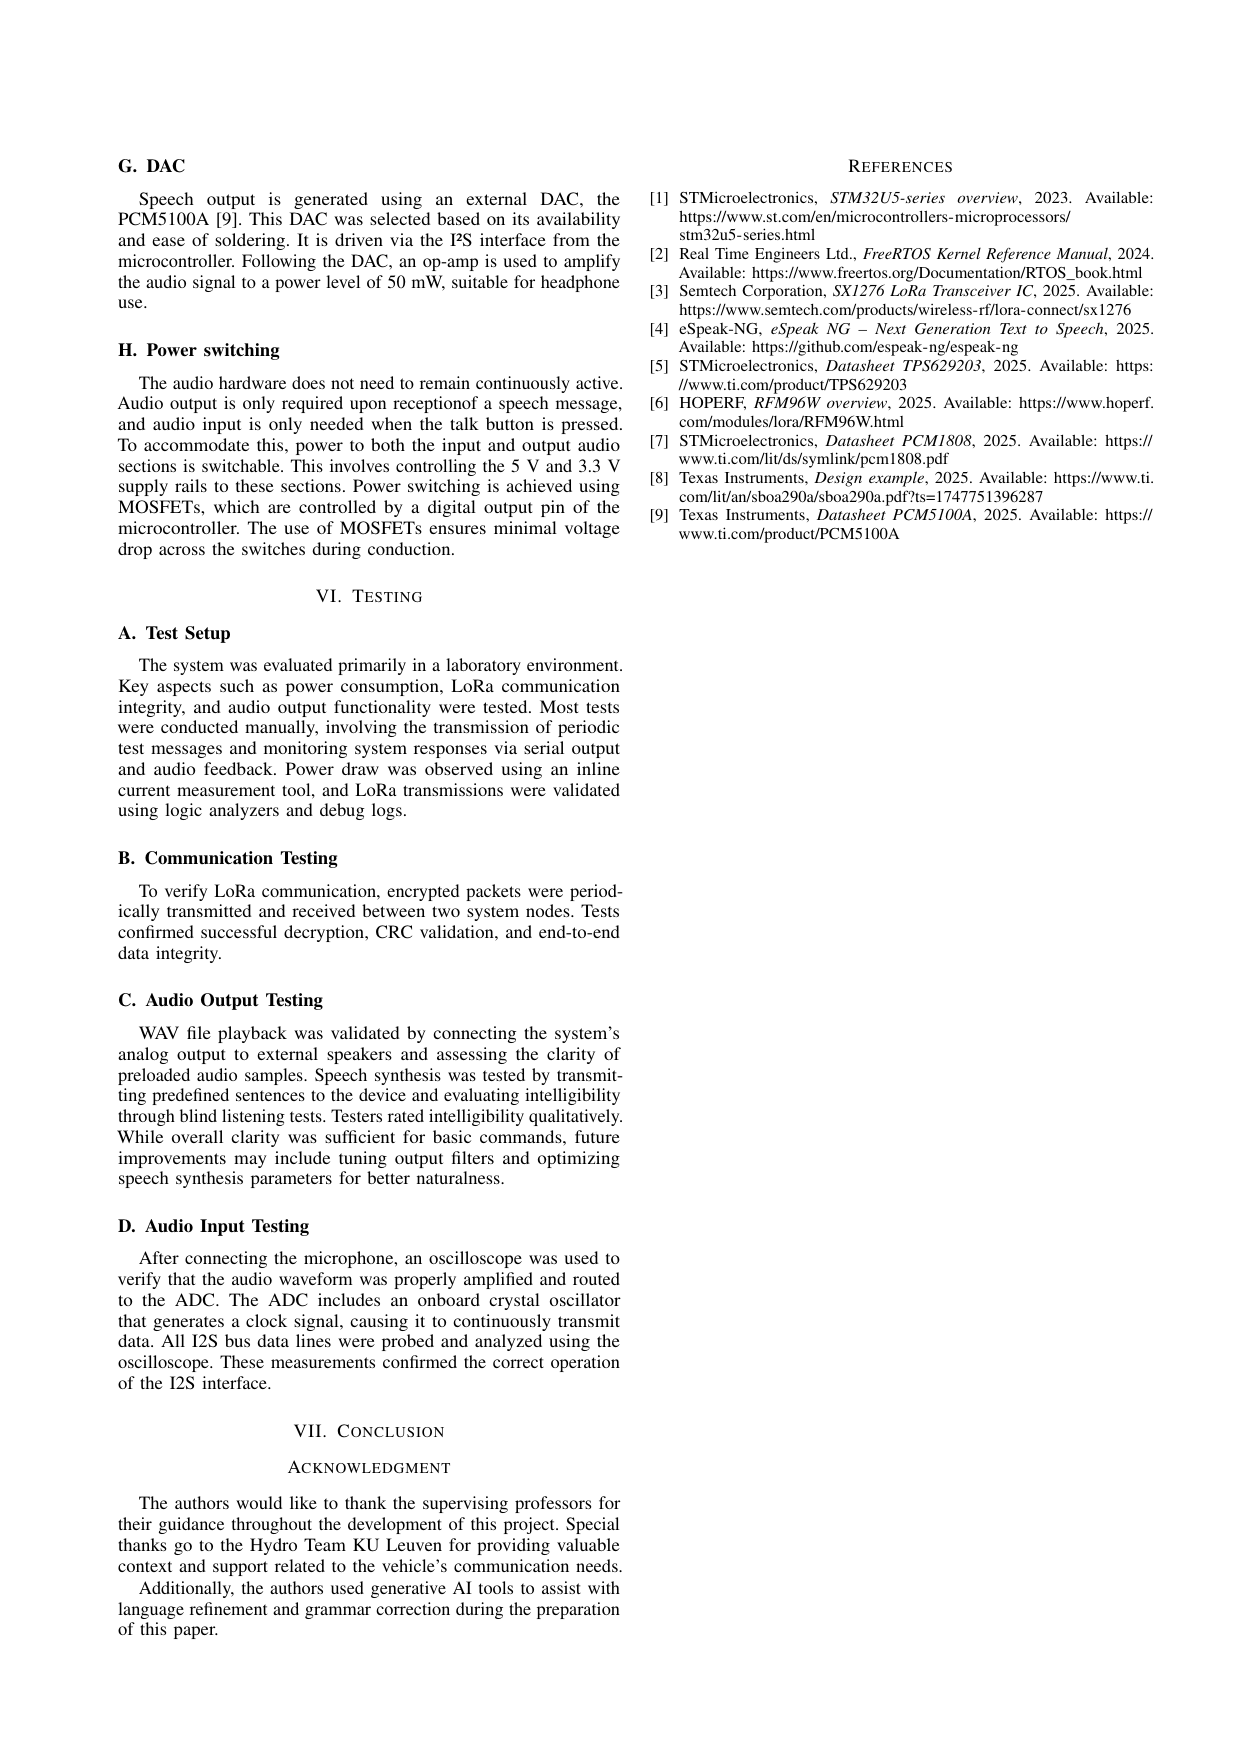 G. DAC
Speech output is generated using an external DAC, the
PCM5100A [9]. This DAC was selected based on its availability
and ease of soldering. It is driven via the I²S interface from the
microcontroller. Following the DAC, an op-amp is used to amplify
the audio signal to a power level of 50 mW, suitable for headphone
use.
H. Power switching
The audio hardware does not need to remain continuously active.
Audio output is only required upon receptionof a speech message,
and audio input is only needed when the talk button is pressed.
To accommodate this, power to both the input and output audio
sections is switchable. This involves controlling the 5 V and 3.3 V
supply rails to these sections. Power switching is achieved using
MOSFETs, which are controlled by a digital output pin of the
microcontroller. The use of MOSFETs ensures minimal voltage
drop across the switches during conduction.
VI. TESTING
A. Test Setup
The system was evaluated primarily in a laboratory environment.
Key aspects such as power consumption, LoRa communication
integrity, and audio output functionality were tested. Most tests
were conducted manually, involving the transmission of periodic
test messages and monitoring system responses via serial output
and audio feedback. Power draw was observed using an inline
current measurement tool, and LoRa transmissions were validated
using logic analyzers and debug logs.
B. Communication Testing
To verify LoRa communication, encrypted packets were period-
ically transmitted and received between two system nodes. Tests
confirmed successful decryption, CRC validation, and end-to-end
data integrity.
C. Audio Output Testing
WAV file playback was validated by connecting the system's
analog output to external speakers and assessing the clarity of
preloaded audio samples. Speech synthesis was tested by transmit-
ting predefined sentences to the device and evaluating intelligibility
through blind listening tests. Testers rated intelligibility qualitatively.
While overall clarity was sufficient for basic commands, future
improvements may include tuning output filters and optimizing
speech synthesis parameters for better naturalness.
D. Audio Input Testing
After connecting the microphone, an oscilloscope was used to
verify that the audio waveform was properly amplified and routed
to the ADC. The ADC includes an onboard crystal oscillator
that generates a clock signal, causing it to continuously transmit
data. All I2S bus data lines were probed and analyzed using the
oscilloscope. These measurements confirmed the correct operation
of the I2S interface.
VII. CONCLUSION
ACKNOWLEDGMENT
The authors would like to thank the supervising professors for
their guidance throughout the development of this project. Special
thanks go to the Hydro Team KU Leuven for providing valuable
context and support related to the vehicle's communication needs.
Additionally, the authors used generative AI tools to assist with
language refinement and grammar correction during the preparation
of this paper.
REFERENCES
[1] STMicroelectronics, STM32U5-series overview, 2023. Available:
https://www.st.com/en/microcontrollers-microprocessors/
stm32u5-series.html
[2] Real Time Engineers Ltd., FreeRTOS Kernel Reference Manual, 2024.
Available: https://www.freertos.org/Documentation/RTOS_book.html
[3] Semtech Corporation, SX1276 LoRa Transceiver IC, 2025. Available:
https://www.semtech.com/products/wireless-rf/lora-connect/sx1276
[4] eSpeak-NG, eSpeak NG – Next Generation Text to Speech, 2025.
Available: https://github.com/espeak-ng/espeak-ng
[5] STMicroelectronics, Datasheet TPS629203, 2025. Available: https:
//www.ti.com/product/TPS629203
[6] HOPERF, RFM96W overview, 2025. Available: https://www.hoperf.
com/modules/lora/RFM96W.html
[7] STMicroelectronics, Datasheet PCM1808, 2025. Available: https://
www.ti.com/lit/ds/symlink/pcm1808.pdf
[8] Texas Instruments, Design example, 2025. Available: https://www.ti.
com/lit/an/sboa290a/sboa290a.pdf?ts=1747751396287
[9] Texas Instruments, Datasheet PCM5100A, 2025. Available: https://
www.ti.com/product/PCM5100A